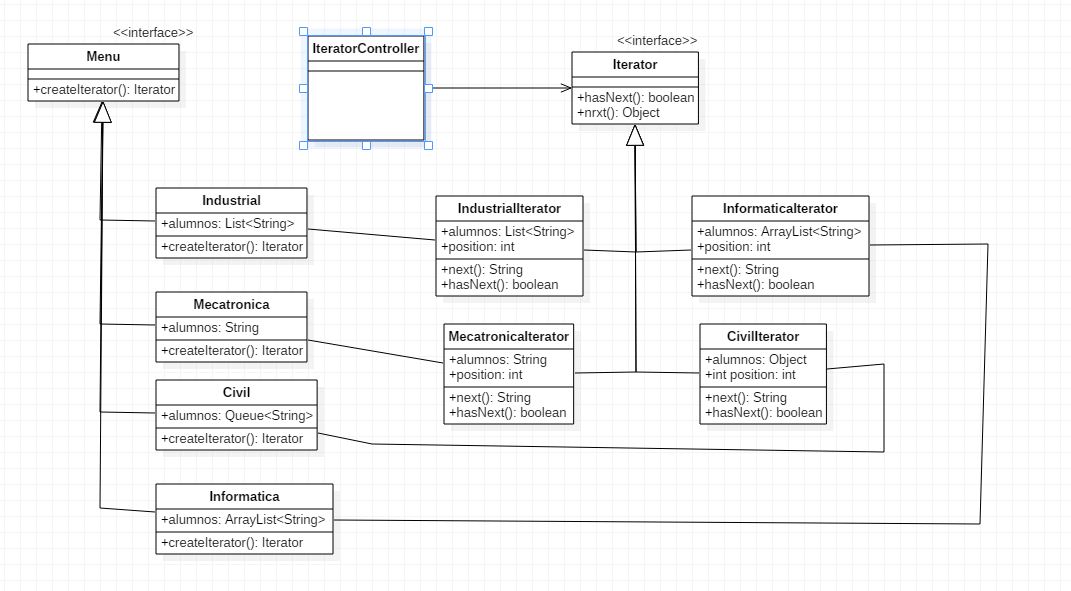 <<interface>>
Menu
+createIterator(): Iterator
IteratorController
<<interface>>
Iterator
+hasNext(): boolean
+nrxt(): Object
Industrial
+alumnos: List<String>
+createIterator(): Iterator
IndustrialIterator
+alumnos: List<String>
+position: int
+next(): String
+hasNext(): boolean
InformaticaIterator
+alumnos: ArrayList<String>
+position: int
+next(): String
+hasNext(): boolean
Mecatronica
+alumnos: String
+createIterator(): Iterator
MecatronicaIterator
+alumnos: String
+position: int
+next(): String
+hasNext(): boolean
CivilIterator
+alumnos: Object
+int position: int
+next(): String
+hasNext(): boolean
Civil
+alumnos: Queue<String>
+createIterator(): Iterator
Informatica
+alumnos: ArrayList<String>
+createIterator(): Iterator